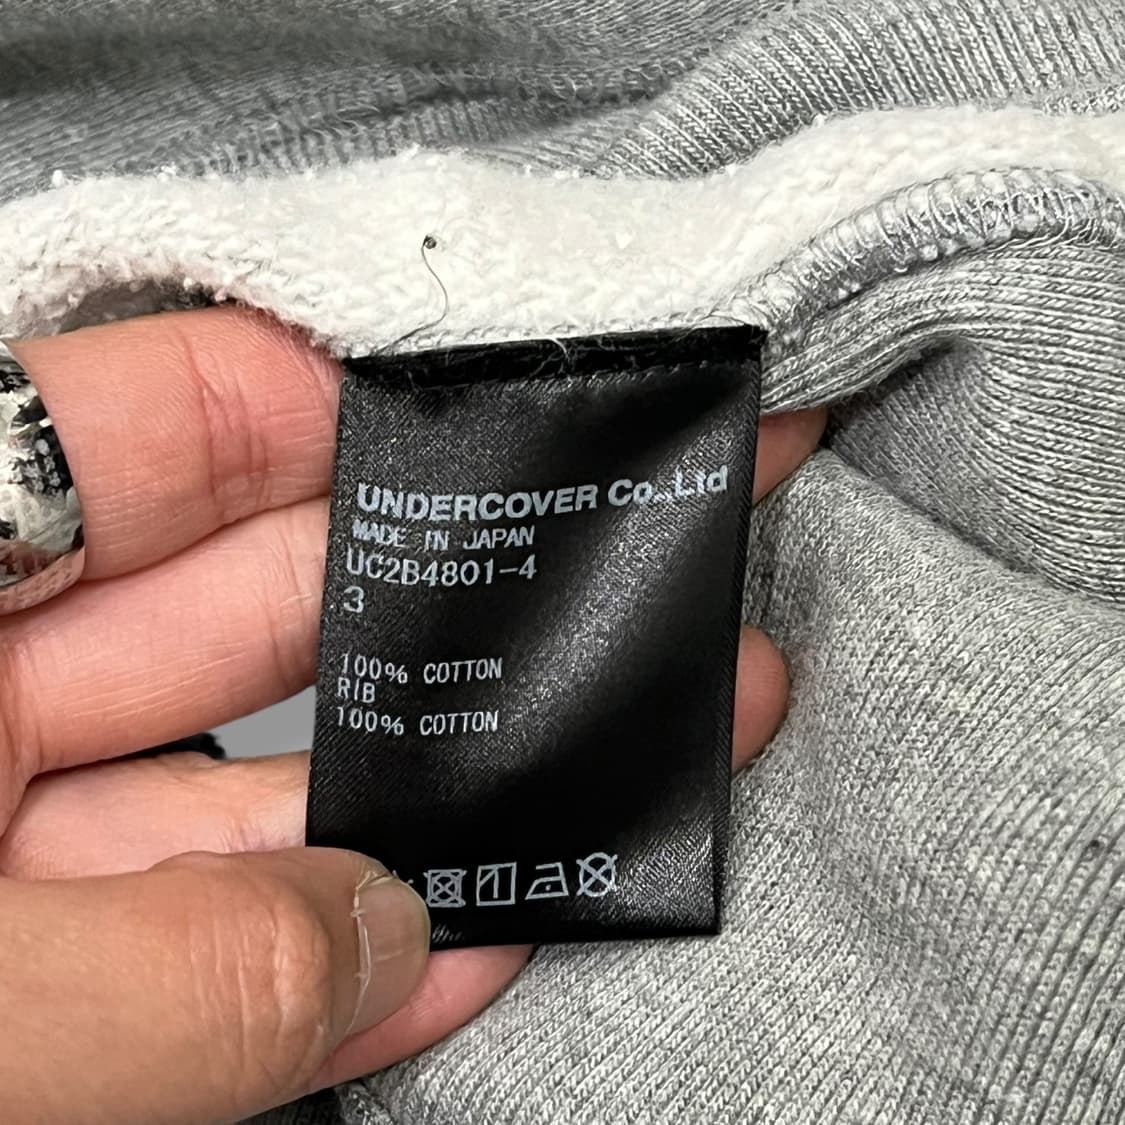 UNDERCOVER Co.,Ltd
MADE IN JAPAN
UC2B4801-4
3
100% COTTON
RIB
100% COTTON